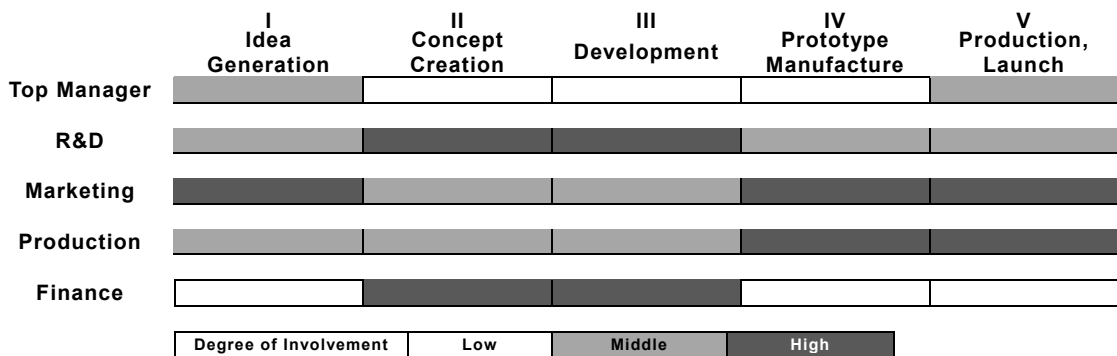 I II III IV V
Idea Concept Development Prototype Production,
Generation Creation Manufacture Launch
Top Manager
R&D
Marketing
Production
Finance
Degree of Involvement Low Middle High